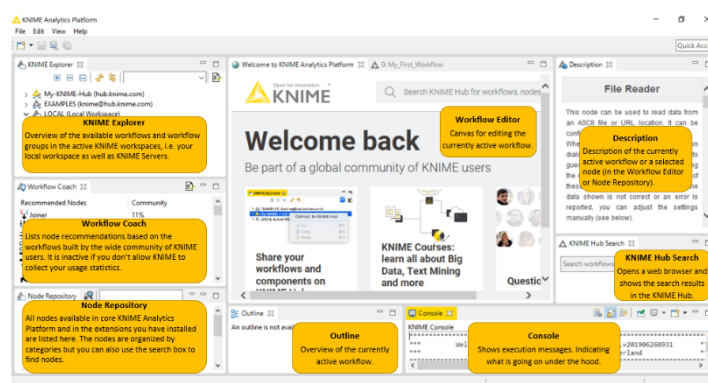 KNIME Analytics Platform
File Edit View Help
Quick Acc
KNIME Explorer
My-KNIME-Hub (hub.knime.com)
EXAMPLES (knime@hub.knime.com)
LOCAL (Local Workspace)
KNIME Explorer
Overview of the available workflows and workflow
groups in the active KNIME workspaces, i.e. your
local workspace as well as KNIME Servers.
Workflow Coach
Recommended Nodes Community
Joiner 11%
Workflow Coach
Lists node recommendations based on the
workflows built by the wide community of KNIME
users. It is inactive if you don't allow KNIME to
collect your usage statistics.
Node Repository
Node Repository
All nodes available in core KNIME Analytics
Platform and in the extensions you have installed
are listed here. The nodes are organized by
categories but you can also use the search box to
find nodes.
Welcome to KNIME Analytics Platform
0: My_First_Workflow
Open for Innovation
KNIME
Search KNIME Hub for workflows, nodes
Workflow Editor
Canvas for editing the
currently active workflow.
Welcome back
Be part of a global community of KNIME users
Share your
workflows and
components on
KNIME Courses:
learn all about Big
Data, Text Mining
and more
Questic
Outline
An outline is not avai
Outline
Overview of the currently
active workflow.
Console
KNIME Console
Console
Shows execution messages. Indicating
what is going on under the hood.
*** Wel
.v201906260931
***
erland
Description
File Reader
This node can be used to read data from
an ASCII file or URL location. It can be
Description
Description of the currently
active workflow or a selected
node (in the Workflow Editor
or Node Repository).
data shown is not correct or an error is
reported, you can adjust the settings
manually (see below).
KNIME Hub Search
Search workflows
KNIME Hub Search
Opens a web browser and
shows the search results
in the KNIME Hub.